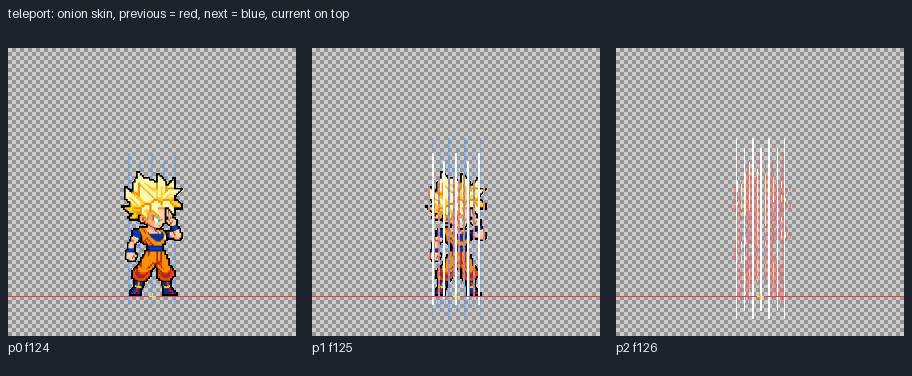 teleport: onion skin, previous = red, next = blue, current on top
p0 f124
p1 f125
p2 f126